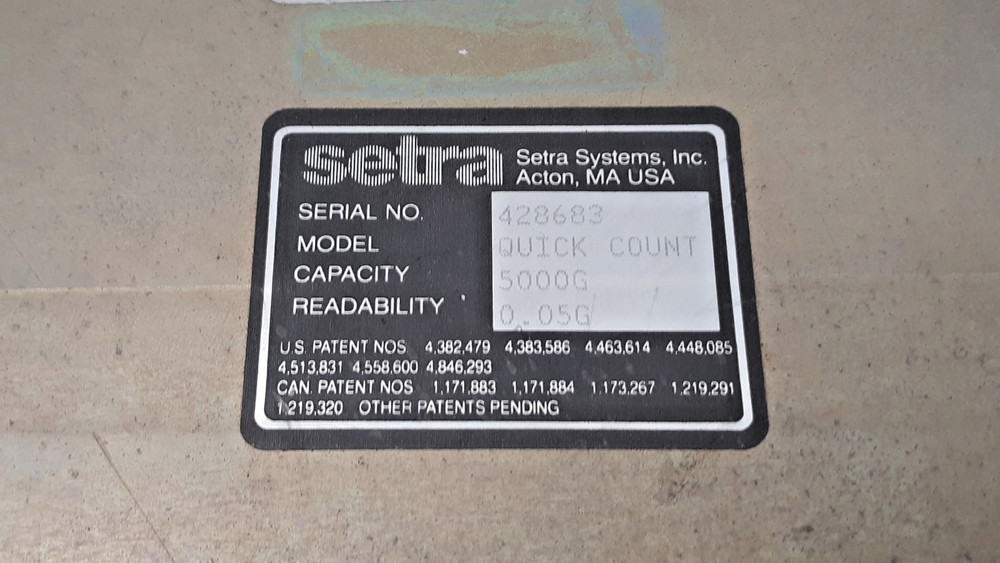 setra Setra Systems, Inc.
Acton, MA USA
SERIAL NO. 428683
MODEL QUICK COUNT
CAPACITY 5000G
READABILITY 0.05G
U.S. PATENT NOS 4,382,479 4,383,586 4,463,614 4,448,085
4,513,831 4,558,600 4,846,293
CAN. PATENT NOS 1,171,883 1,171,884 1,173,267 1,219,291
1,219,320 OTHER PATENTS PENDING